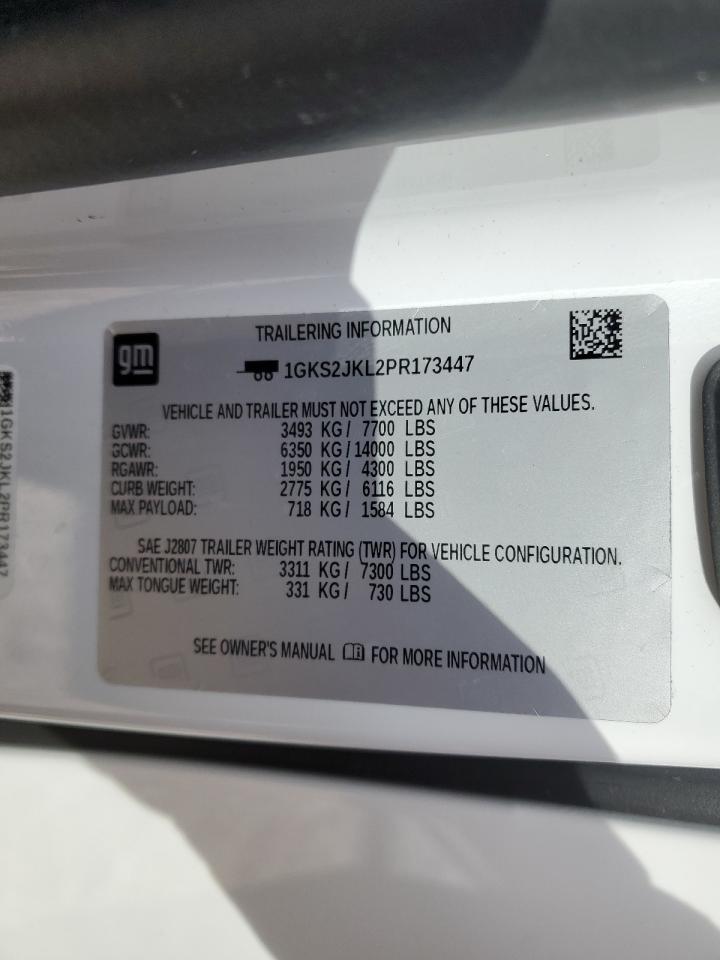 gm
TRAILERING INFORMATION
1GKS2JKL2PR173447
VEHICLE AND TRAILER MUST NOT EXCEED ANY OF THESE VALUES.
GVWR: 3493 KG / 7700 LBS
GCWR: 6350 KG / 14000 LBS
RGAWR: 1950 KG / 4300 LBS
CURB WEIGHT: 2775 KG / 6116 LBS
MAX PAYLOAD: 718 KG / 1584 LBS
SAE J2807 TRAILER WEIGHT RATING (TWR) FOR VEHICLE CONFIGURATION.
CONVENTIONAL TWR: 3311 KG / 7300 LBS
MAX TONGUE WEIGHT: 331 KG / 730 LBS
SEE OWNER'S MANUAL FOR MORE INFORMATION
1GKS2JKL2PR173447